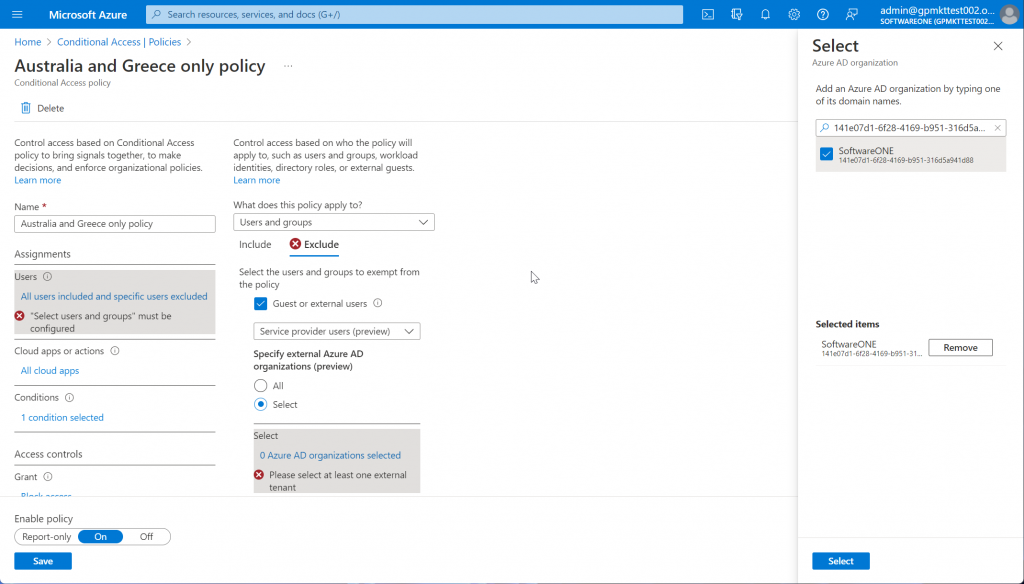 Microsoft Azure
Search resources, services, and docs (G+/)
admin@gpmkttest002.o...
SOFTWAREONE (GPMKTTEST002....
Home > Conditional Access | Policies >
Australia and Greece only policy ...
Conditional Access policy
Delete
Control access based on Conditional Access
policy to bring signals together, to make
decisions, and enforce organizational policies.
Learn more
Name *
Australia and Greece only policy
Assignments
Users
All users included and specific users excluded
"Select users and groups" must be
configured
Cloud apps or actions
All cloud apps
Conditions
1 condition selected
Access controls
Grant
Block access
Control access based on who the policy will
apply to, such as users and groups, workload
identities, directory roles, or external guests.
Learn more
What does this policy apply to?
Users and groups
Include Exclude
Select the users and groups to exempt from
the policy
Guest or external users
Service provider users (preview)
Specify external Azure AD
organizations (preview)
All
Select
Select
0 Azure AD organizations selected
Please select at least one external
tenant
Enable policy
Report-only On Off
Save
Select
Azure AD organization
Add an Azure AD organization by typing one
of its domain names.
141e07d1-6f28-4169-b951-316d5a...
SoftwareONE
141e07d1-6f28-4169-b951-316d5a941d88
Selected items
SoftwareONE
141e07d1-6f28-4169-b951-31...
Remove
Select